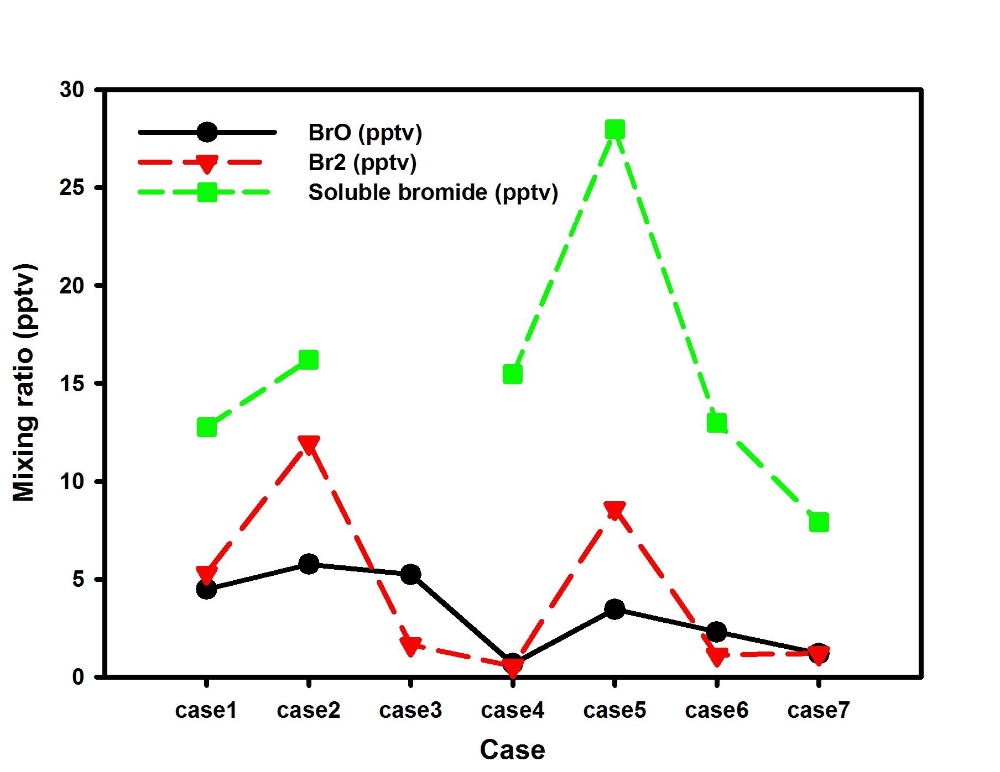 30
25
20
15
10
5
0
Mixing ratio (pptv)
BrO (pptv)
Br2 (pptv)
Soluble bromide (pptv)
case1 case2 case3 case4 case5 case6 case7
Case